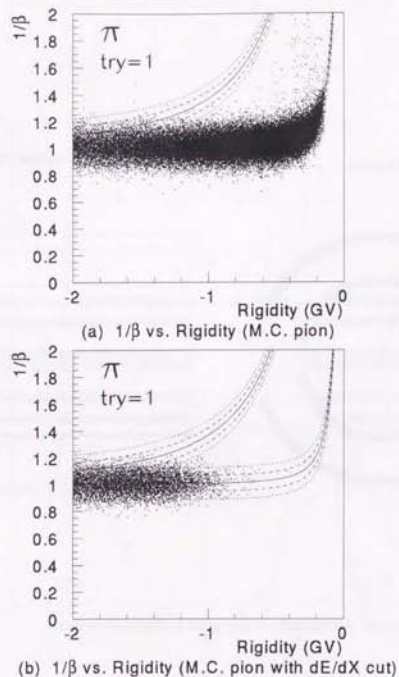 1/β
2
1.8
1.6
1.4
1.2
1
0.8
0.6
0.4
0.2
0
π
try=1
-2
-1
0
Rigidity (GV)
(a) 1/β vs. Rigidity (M.C. pion)
1/β
2
1.8
1.6
1.4
1.2
1
0.8
0.6
0.4
0.2
0
π
try=1
-2
-1
0
Rigidity (GV)
(b) 1/β vs. Rigidity (M.C. pion with dE/dX cut)